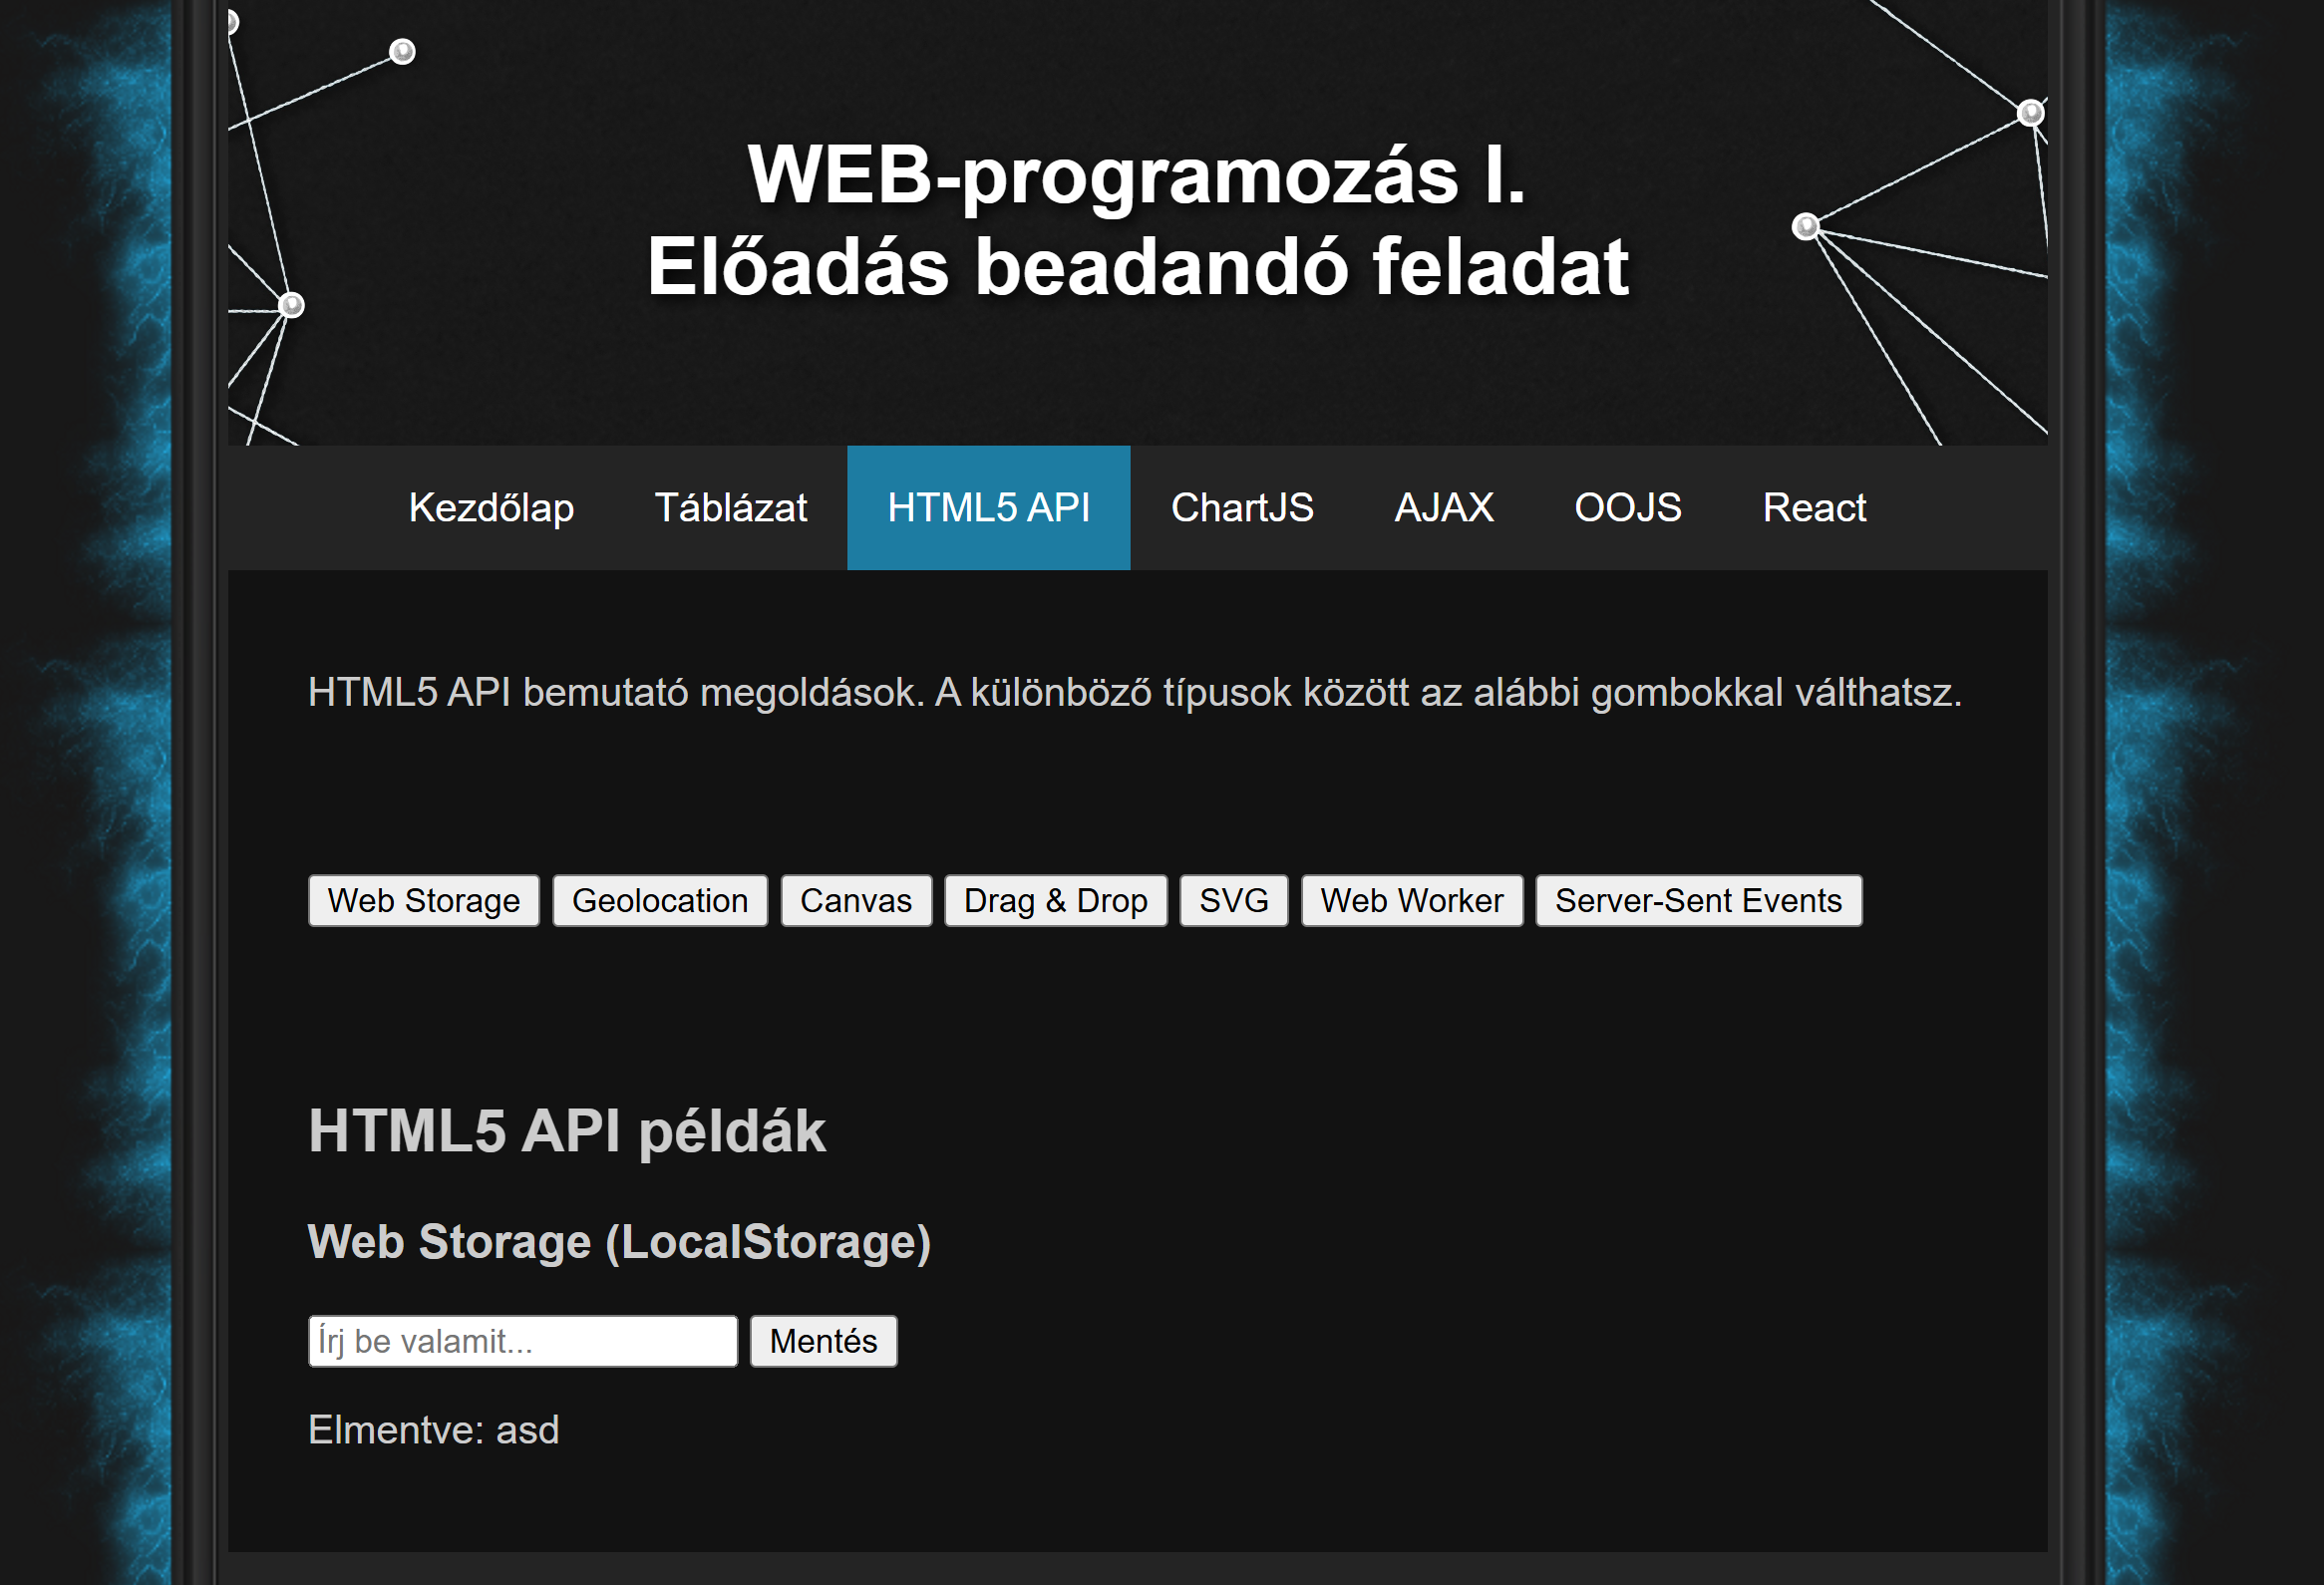 WEB-programozás I.
Előadás beadandó feladat
Kezdőlap Táblázat HTML5 API ChartJS AJAX OOJS React
HTML5 API bemutató megoldások. A különböző típusok között az alábbi gombokkal válthatsz.
Web Storage Geolocation Canvas Drag & Drop SVG Web Worker Server-Sent Events
HTML5 API példák
Web Storage (LocalStorage)
Írj be valamit... Mentés
Elmentve: asd